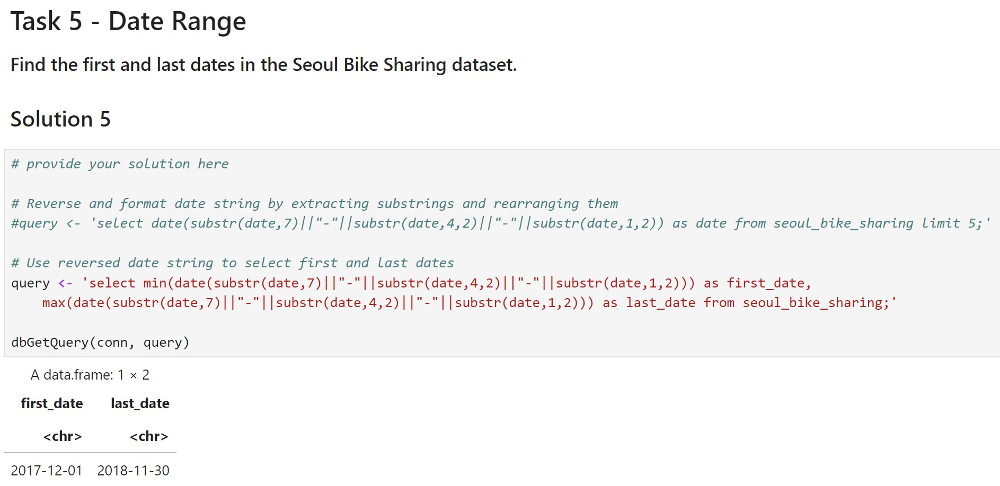 Task 5 - Date Range
Find the first and last dates in the Seoul Bike Sharing dataset.
Solution 5
# provide your solution here
# Reverse and format date string by extracting substrings and rearranging them
#query <- 'select date(substr(date,7)||"-"||substr(date,4,2)||"-"||substr(date,1,2)) as date from seoul_bike_sharing limit 5;'
# Use reversed date string to select first and last dates
query <- 'select min(date(substr(date,7)||"-"||substr(date,4,2)||"-"||substr(date,1,2))) as first_date,
max(date(substr(date,7)||"-"||substr(date,4,2)||"-"||substr(date,1,2))) as last_date from seoul_bike_sharing;'
dbGetQuery(conn, query)
A data.frame: 1 × 2
first_date last_date
<chr> <chr>
2017-12-01 2018-11-30